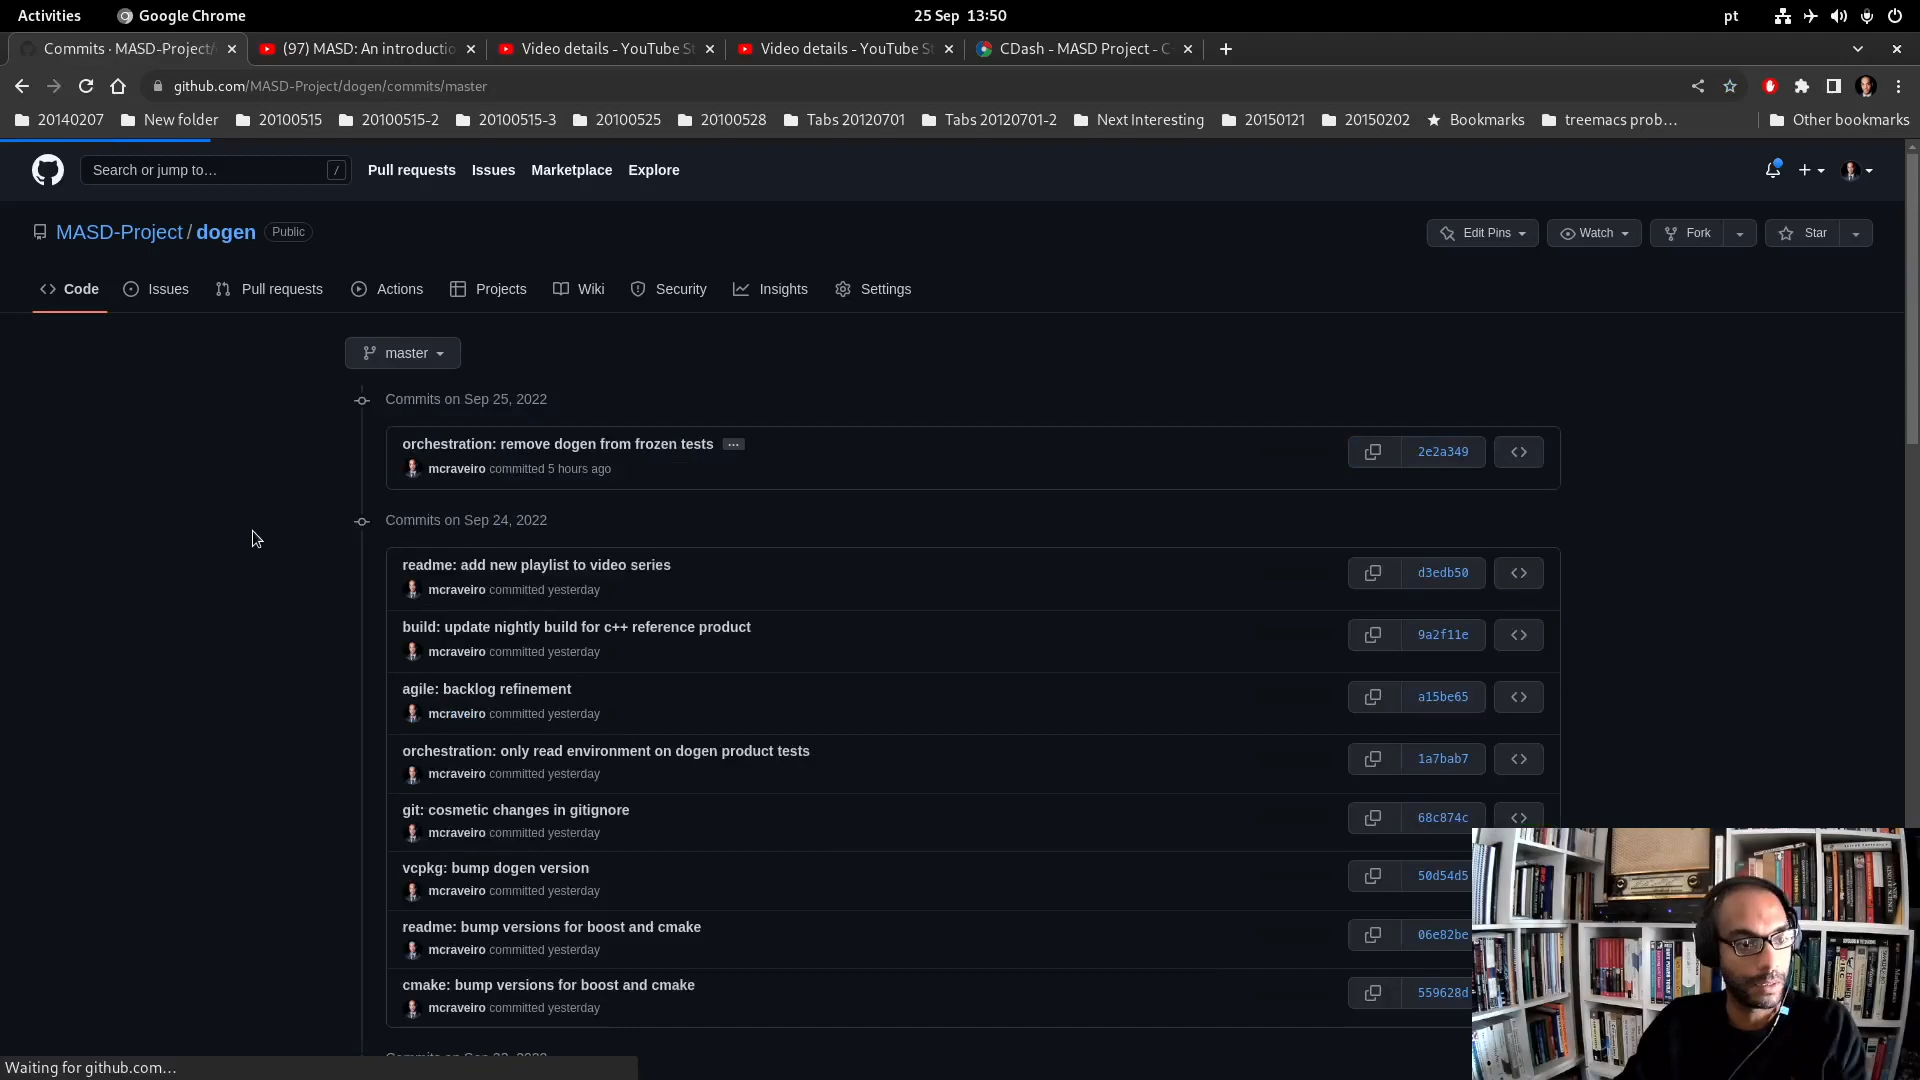 Activities
Google Chrome
25 Sep 13:50
pt
Commits · MASD-Project/
(97) MASD: An introductio
Video details - YouTube St
Video details - YouTube St
CDash - MASD Project - C
github.com/MASD-Project/dogen/commits/master
20140207
New folder
20100515
20100515-2
20100515-3
20100525
20100528
Tabs 20120701
Tabs 20120701-2
Next Interesting
20150121
20150202
Bookmarks
treemacs prob…
Other bookmarks
Search or jump to…
/
Pull requests
Issues
Marketplace
Explore
MASD-Project / dogen
Public
Edit Pins
Watch
Fork
Star
Code
Issues
Pull requests
Actions
Projects
Wiki
Security
Insights
Settings
master
Commits on Sep 25, 2022
orchestration: remove dogen from frozen tests …
mcraveiro committed 5 hours ago
2e2a349
Commits on Sep 24, 2022
readme: add new playlist to video series
mcraveiro committed yesterday
d3edb50
build: update nightly build for c++ reference product
mcraveiro committed yesterday
9a2f11e
agile: backlog refinement
mcraveiro committed yesterday
a15be65
orchestration: only read environment on dogen product tests
mcraveiro committed yesterday
1a7bab7
git: cosmetic changes in gitignore
mcraveiro committed yesterday
68c874c
vcpkg: bump dogen version
mcraveiro committed yesterday
50d54d5
readme: bump versions for boost and cmake
mcraveiro committed yesterday
06e82be
cmake: bump versions for boost and cmake
mcraveiro committed yesterday
559628d
Waiting for github.com…